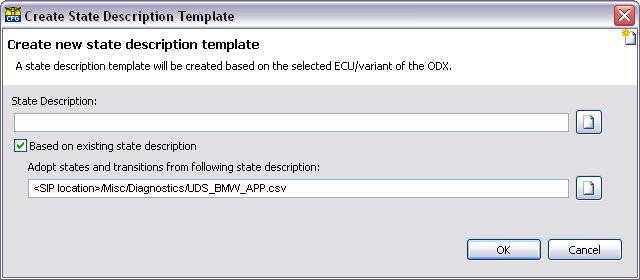 CFG Create State Description Template
Create new state description template
A state description template will be created based on the selected ECU/variant of the ODX.
State Description:
Based on existing state description
Adopt states and transitions from following state description:
<SIP location>/Misc/Diagnostics/UDS_BMW_APP.csv
OK Cancel